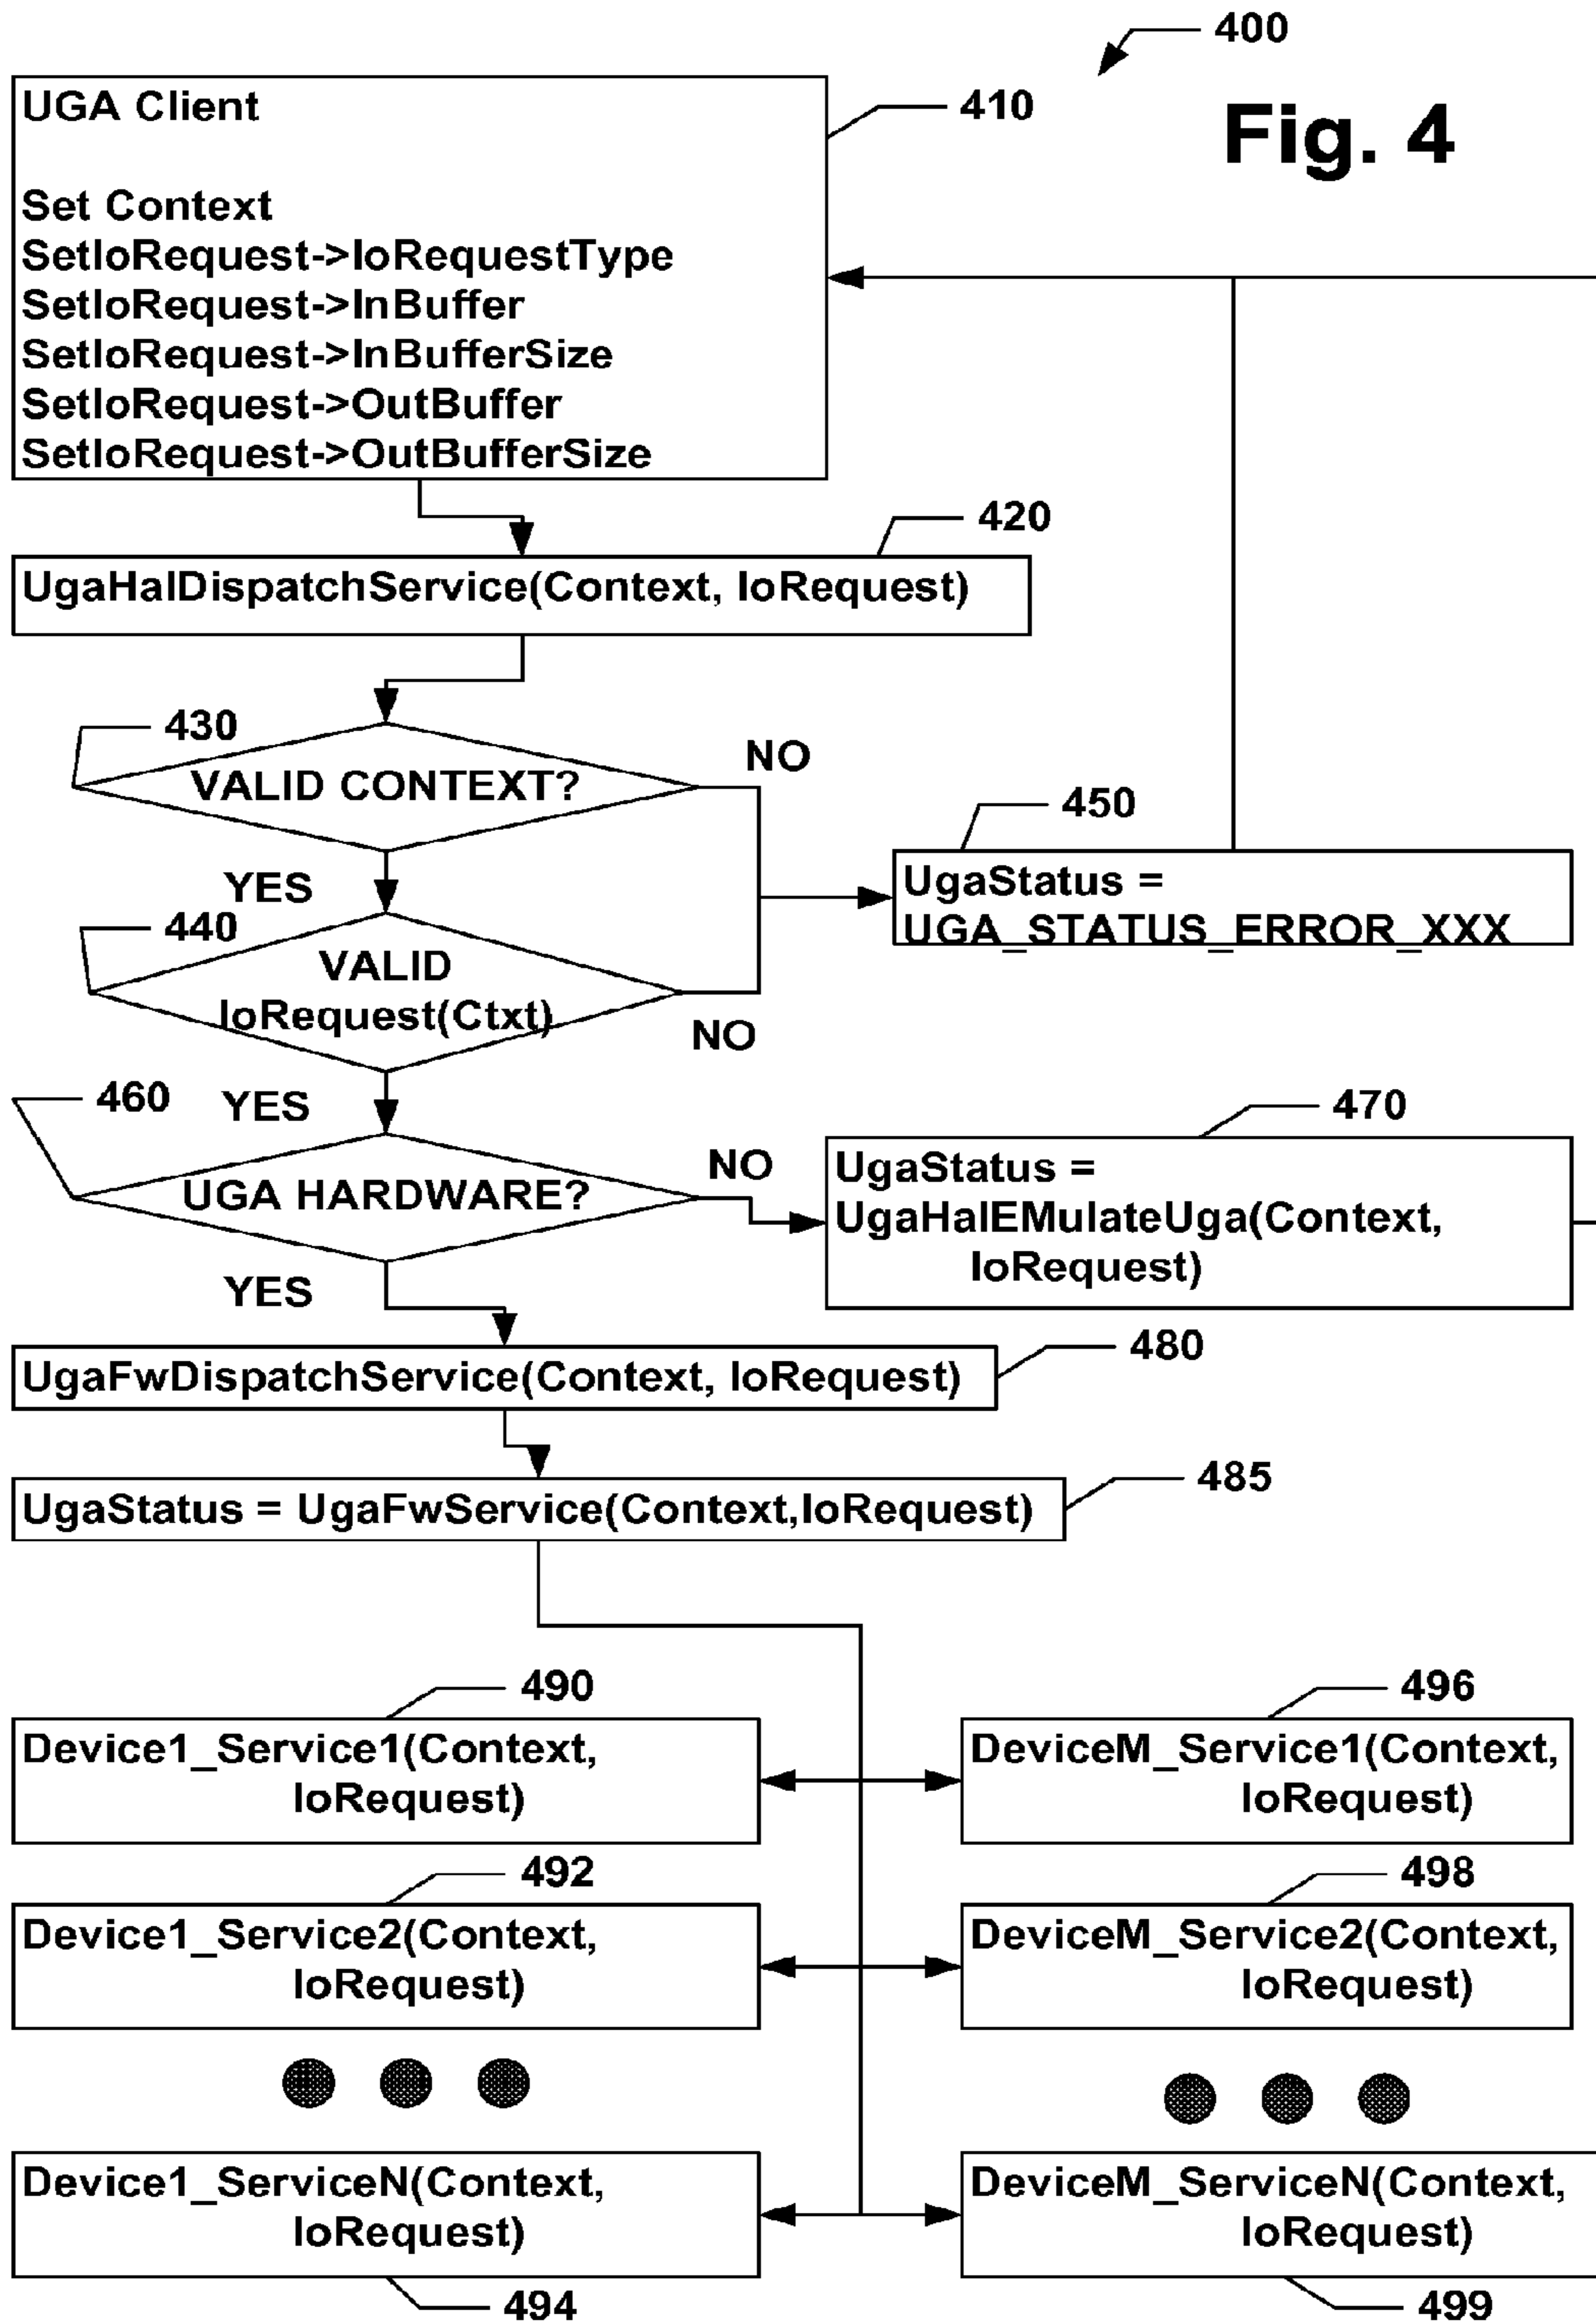 400
Fig. 4
410
UGA Client
Set Context
SetIoRequest->IoRequestType
SetIoRequest->InBuffer
SetIoRequest->InBufferSize
SetIoRequest->OutBuffer
SetIoRequest->OutBufferSize
420
UgaHalDispatchService(Context, IoRequest)
430
VALID CONTEXT?
NO
YES
450
UgaStatus =
UGA_STATUS_ERROR_XXX
440
VALID
IoRequest(Ctxt)
NO
YES
460
UGA HARDWARE?
NO
YES
470
UgaStatus =
UgaHalEMulateUga(Context,
IoRequest)
480
UgaFwDispatchService(Context, IoRequest)
485
UgaStatus = UgaFwService(Context,IoRequest)
490
Device1_Service1(Context,
IoRequest)
496
DeviceM_Service1(Context,
IoRequest)
492
Device1_Service2(Context,
IoRequest)
498
DeviceM_Service2(Context,
IoRequest)
Device1_ServiceN(Context,
IoRequest)
494
DeviceM_ServiceN(Context,
IoRequest)
499